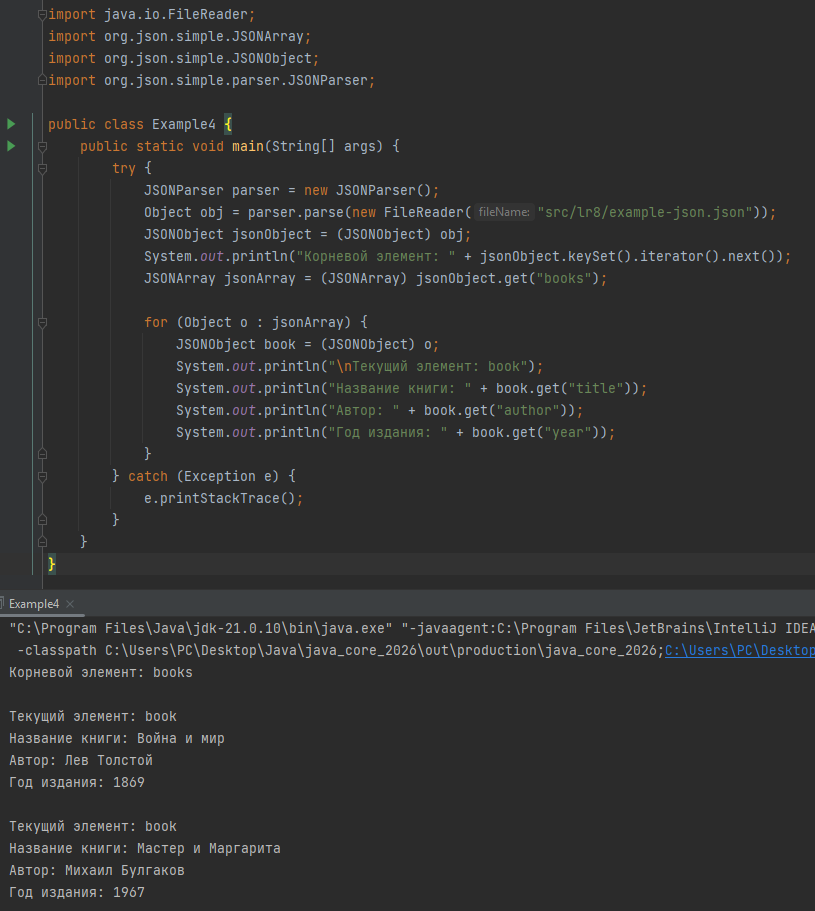 import java.io.FileReader;
import org.json.simple.JSONArray;
import org.json.simple.JSONObject;
import org.json.simple.parser.JSONParser;
public class Example4 {
public static void main(String[] args) {
try {
JSONParser parser = new JSONParser();
Object obj = parser.parse(new FileReader( fileName: "src/lr8/example-json.json"));
JSONObject jsonObject = (JSONObject) obj;
System.out.println("Корневой элемент: " + jsonObject.keySet().iterator().next());
JSONArray jsonArray = (JSONArray) jsonObject.get("books");
for (Object o : jsonArray) {
JSONObject book = (JSONObject) o;
System.out.println("\nТекущий элемент: book");
System.out.println("Название книги: " + book.get("title"));
System.out.println("Автор: " + book.get("author"));
System.out.println("Год издания: " + book.get("year"));
}
} catch (Exception e) {
e.printStackTrace();
}
}
}
Example4 ×
"C:\Program Files\Java\jdk-21.0.10\bin\java.exe" "-javaagent:C:\Program Files\JetBrains\IntelliJ IDEA
-classpath C:\Users\PC\Desktop\Java\java_core_2026\out\production\java_core_2026;C:\Users\PC\Desktop
Корневой элемент: books
Текущий элемент: book
Название книги: Война и мир
Автор: Лев Толстой
Год издания: 1869
Текущий элемент: book
Название книги: Мастер и Маргарита
Автор: Михаил Булгаков
Год издания: 1967